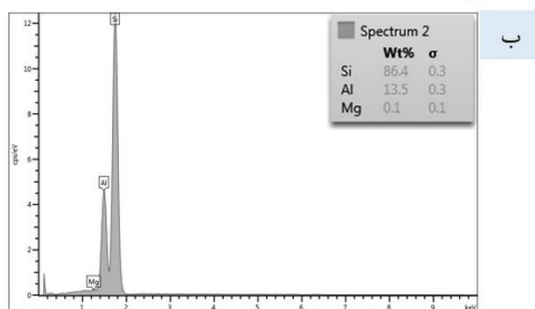 ب
Spectrum 2
Wt% σ
Si 86.4 0.3
Al 13.5 0.3
Mg 0.1 0.1
Si
Al
Mg
cps/eV
12
10
8
6
4
2
0
1 2 3 4 5 6 7 8 9
keV